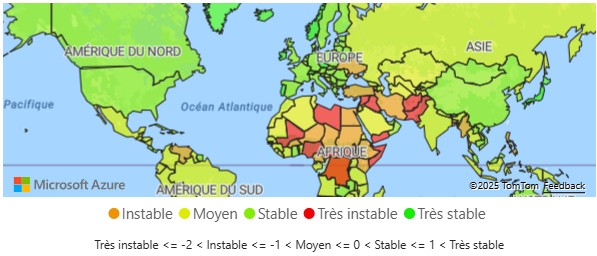 AMÉRIQUE DU NORD
EUROPE
ASIE
Pacifique
Océan Atlantique
AFRIQUE
AMÉRIQUE DU SUD
Microsoft Azure
©2025 TomTom Feedback
Instable Moyen Stable Très instable Très stable
Très instable <= -2 < Instable <= -1 < Moyen <= 0 < Stable <= 1 < Très stable